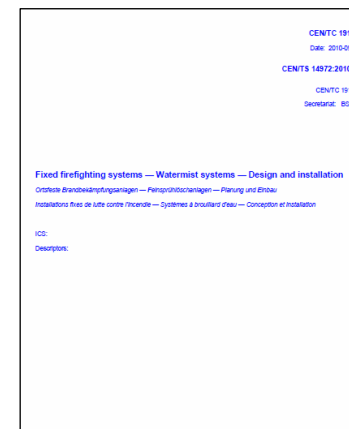 CEN/TC 191
Date: 2010-0
CEN/TS 14972:2010
CEN/TC 19
Secretariat: BS
Fixed firefighting systems — Watermist systems — Design and installation
Ortsfeste Brandbekämpfungsanlagen — Feinsprühlöschanlagen — Planung und Einbau
Installations fixes de lutte contre l'incendie — Systèmes à brouillard d'eau — Conception et installation
ICS:
Descriptors: